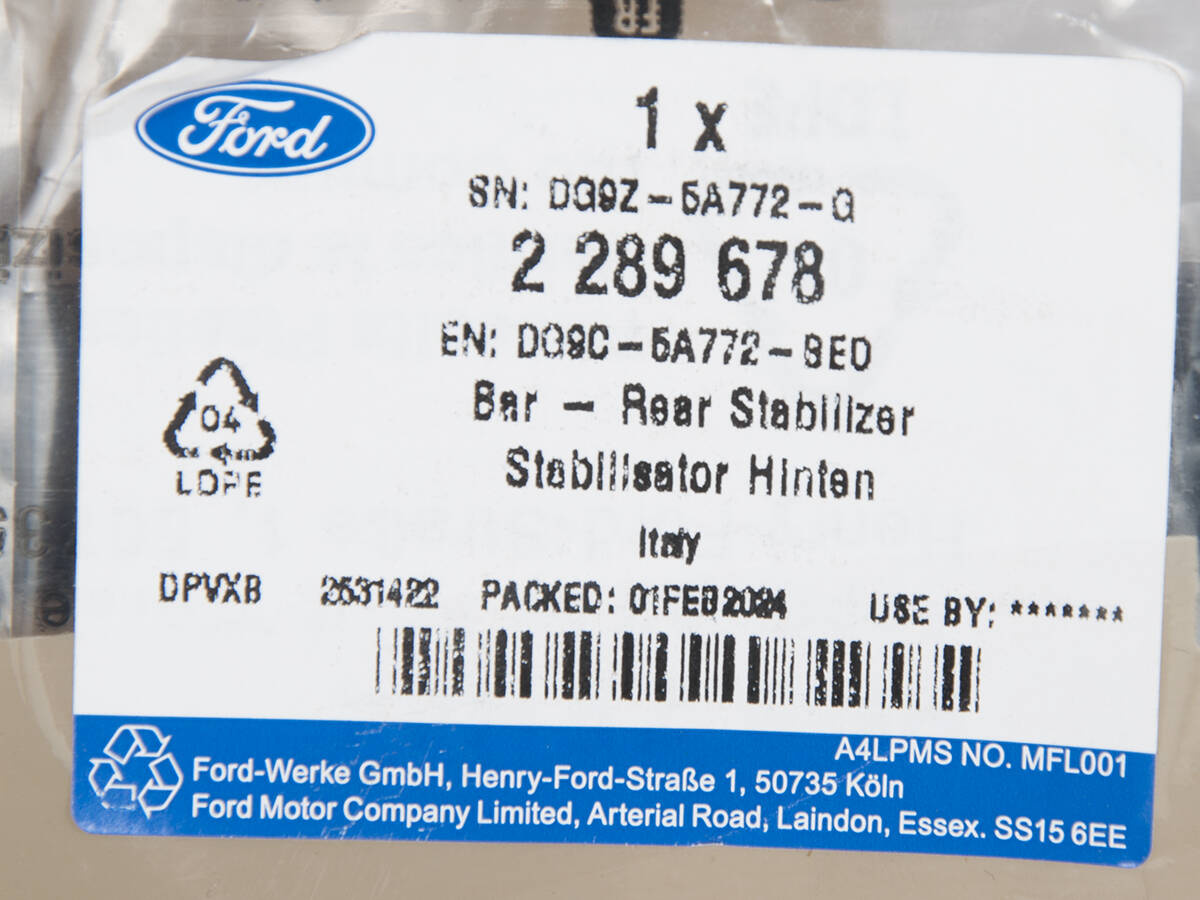 Ford
1 x
SN: DG9Z-5A772-G
2 289 678
EN: DG9C-5A772-BED
Bar - Rear Stabilizer
Stabilisator Hinten
Italy
04
LDPE
DPVXB 2531422 PACKED: 01FEB2024 USE BY: *******
A4LPMS NO. MFL001
Ford-Werke GmbH, Henry-Ford-Straße 1, 50735 Köln
Ford Motor Company Limited, Arterial Road, Laindon, Essex. SS15 6EE